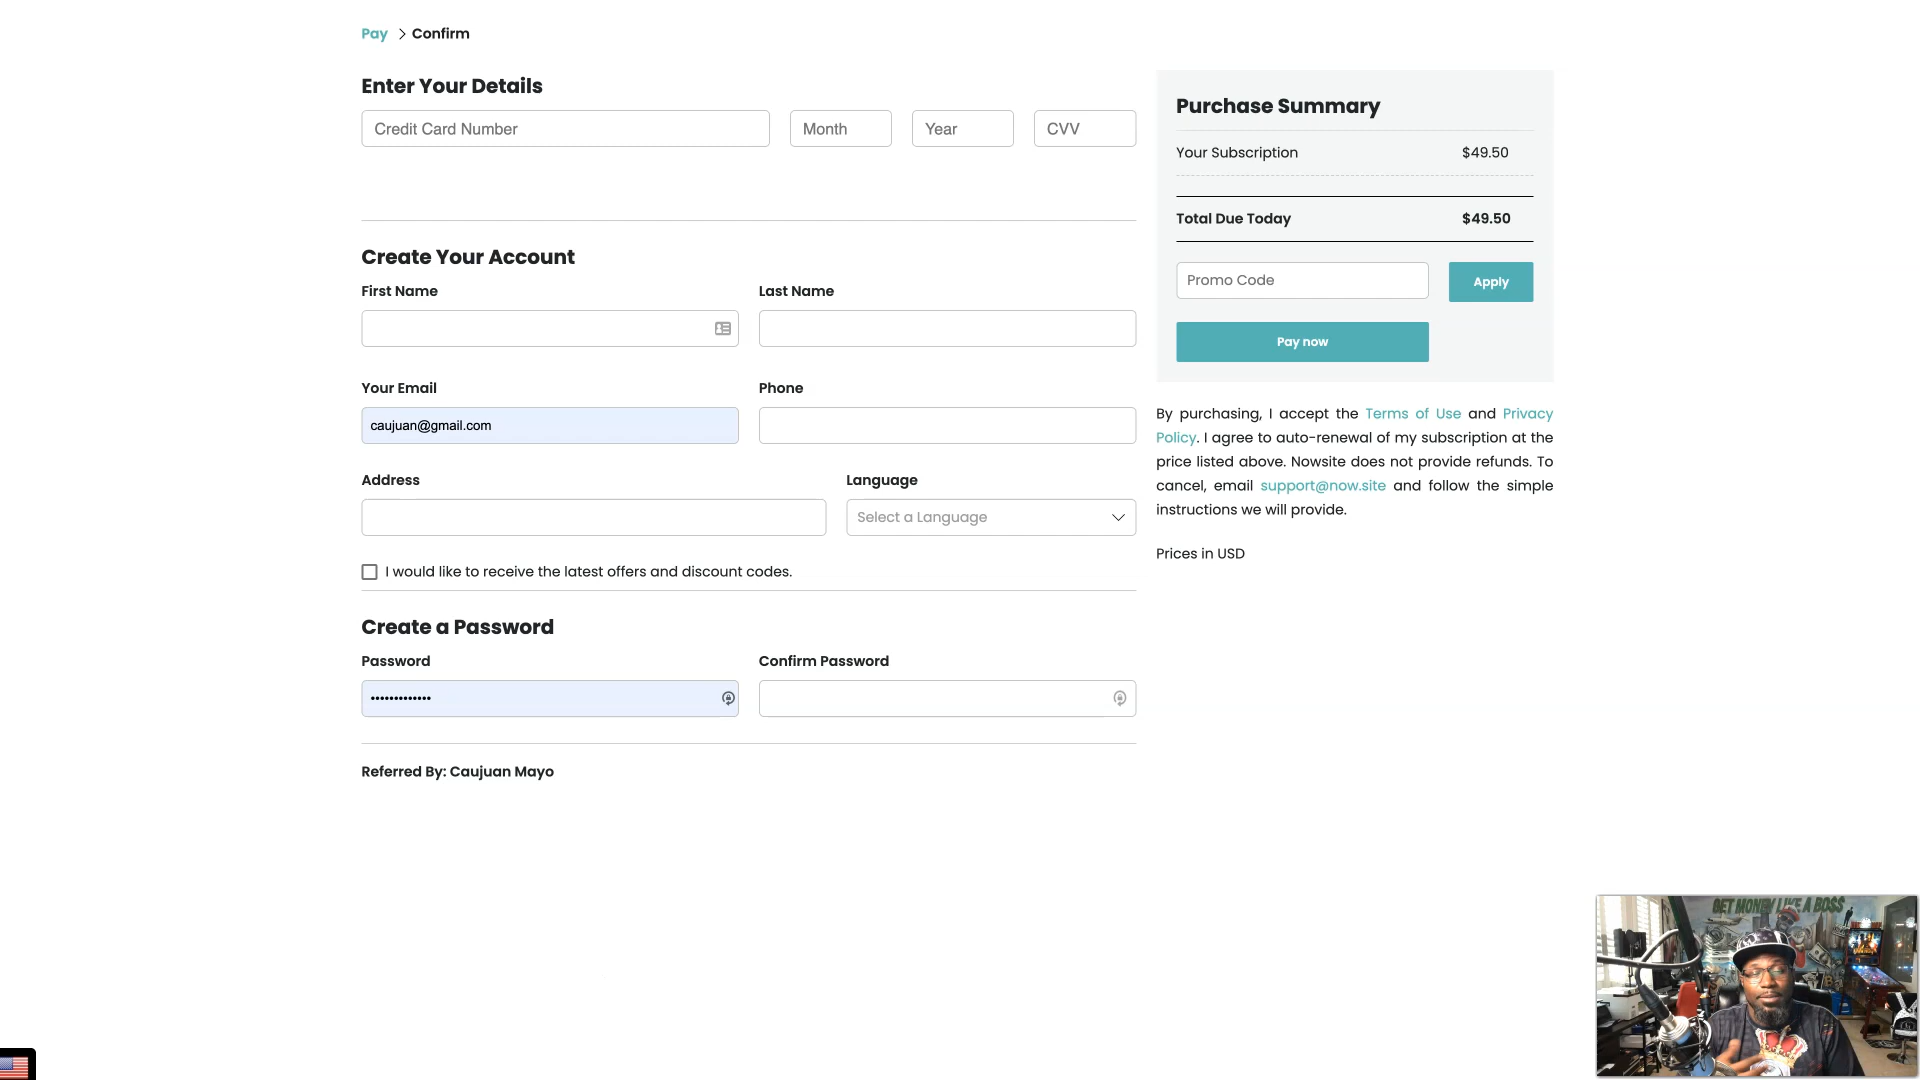 Pay > Confirm
Enter Your Details
Credit Card Number
Month
Year
CVV
Create Your Account
First Name
Last Name
Your Email
caujuan@gmail.com
Phone
Address
Language
Select a Language
I would like to receive the latest offers and discount codes.
Create a Password
Password
•••••••••••••
Confirm Password
Referred By: Caujuan Mayo
Purchase Summary
Your Subscription $49.50
Total Due Today $49.50
Promo Code
Apply
Pay now
By purchasing, I accept the Terms of Use and Privacy
Policy. I agree to auto-renewal of my subscription at the
price listed above. Nowsite does not provide refunds. To
cancel, email support@now.site and follow the simple
instructions we will provide.
Prices in USD
GET MONEY LIKE A BOSS